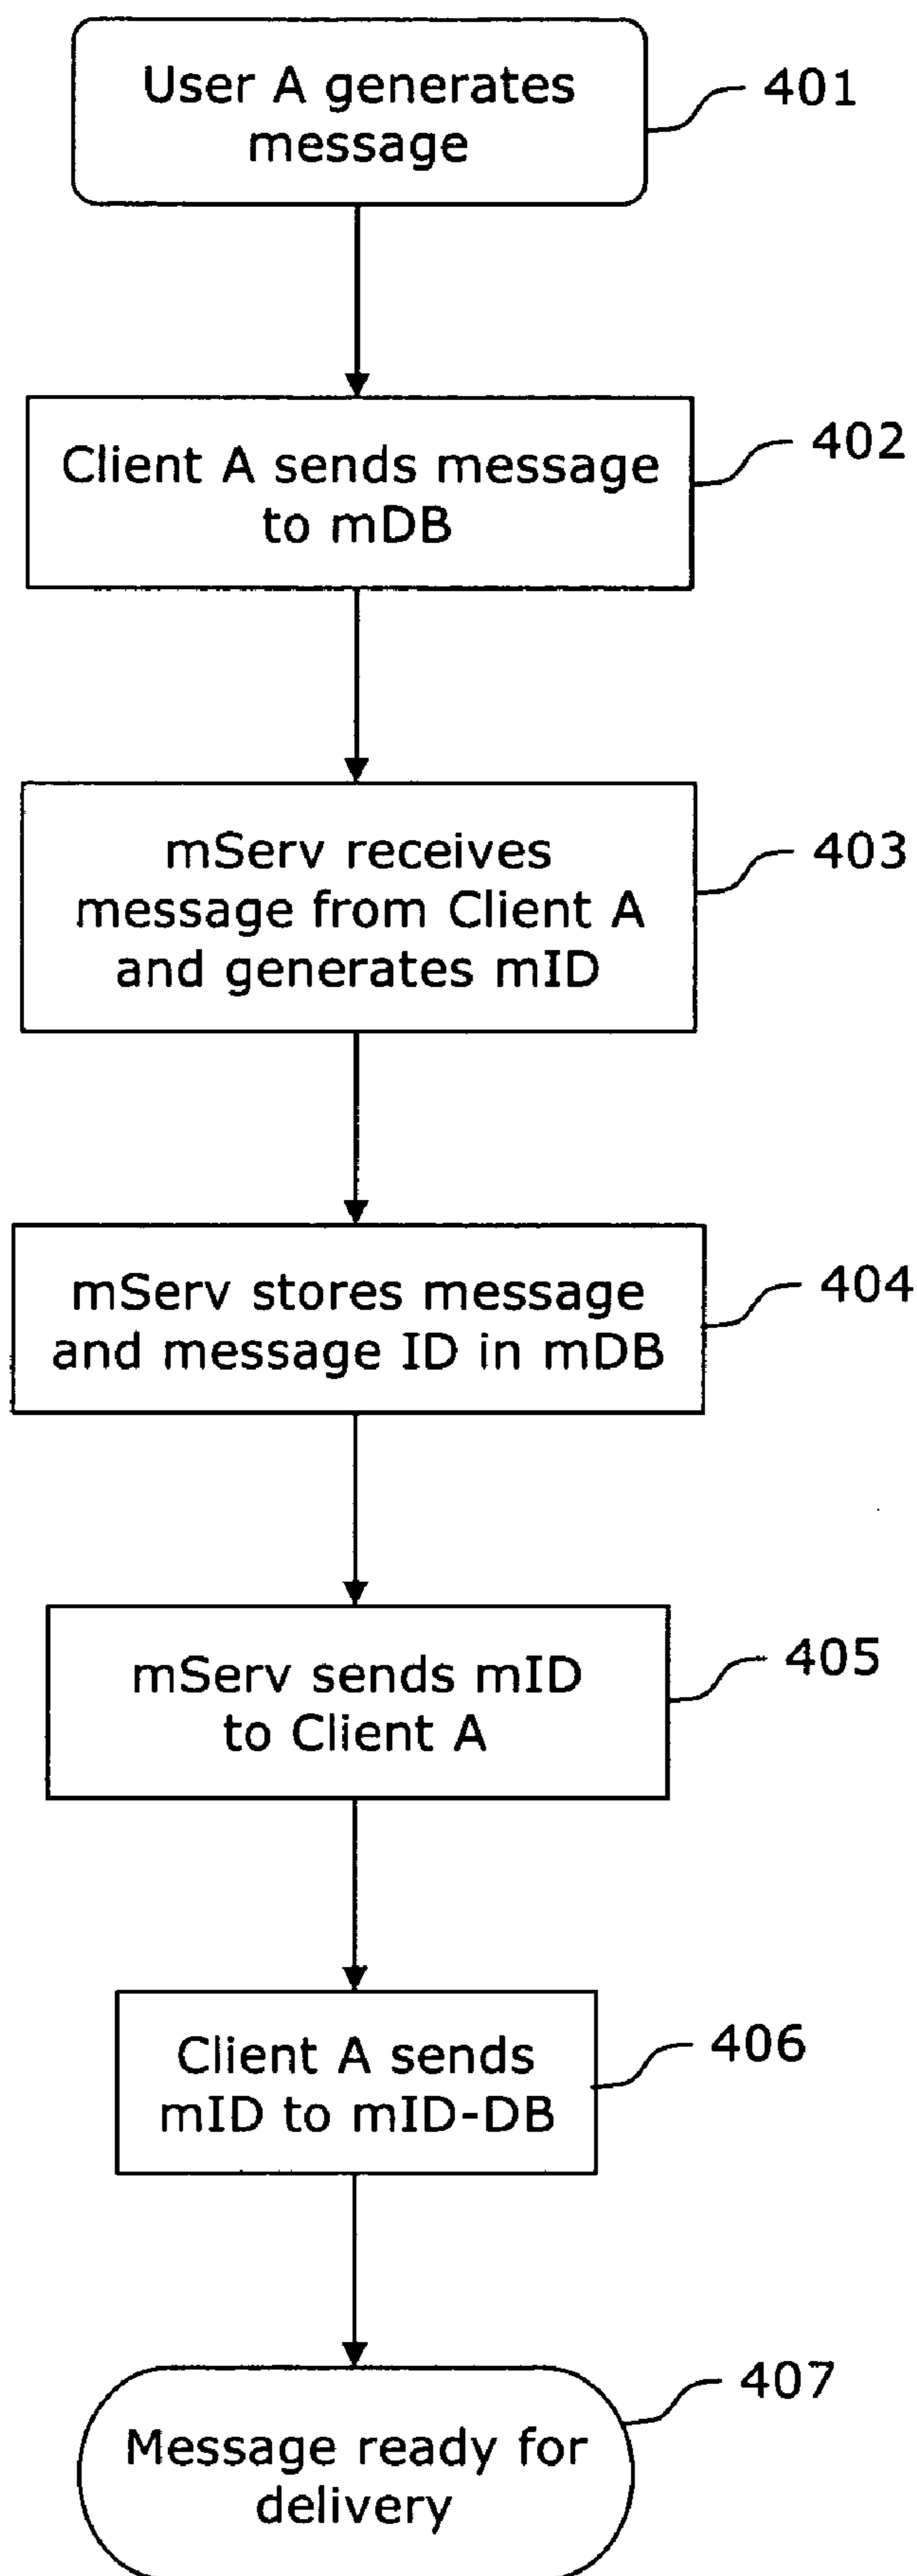 User A generates
message
401
Client A sends message
to mDB
402
mServ receives
message from Client A
and generates mID
403
mServ stores message
and message ID in mDB
404
mServ sends mID
to Client A
405
Client A sends
mID to mID-DB
406
Message ready for
delivery
407